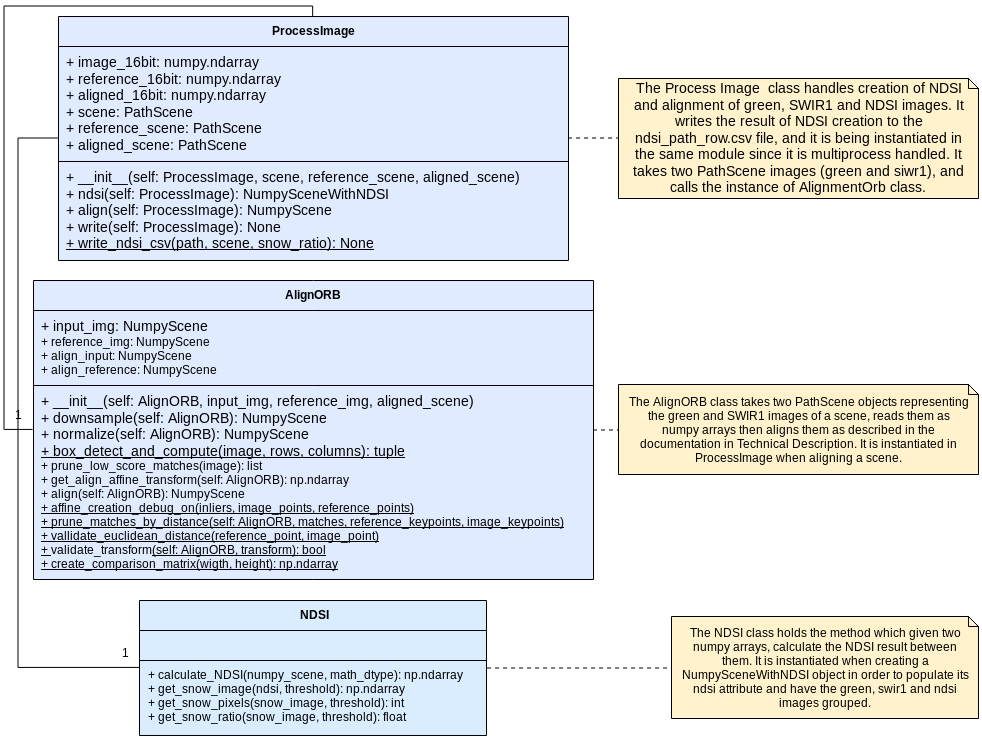 ProcessImage
+ image_16bit: numpy.ndarray
+ reference_16bit: numpy.ndarray
+ aligned_16bit: numpy.ndarray
+ scene: PathScene
+ reference_scene: PathScene
+ aligned_scene: PathScene
+ __init__(self: ProcessImage, scene, reference_scene, aligned_scene)
+ ndsi(self: ProcessImage): NumpySceneWithNDSI
+ align(self: ProcessImage): NumpyScene
+ write(self: ProcessImage): None
+ write_ndsi_csv(path, scene, snow_ratio): None
The Process Image  class handles creation of NDSI
and alignment of green, SWIR1 and NDSI images. It
writes the result of NDSI creation to the
ndsi_path_row.csv file, and it is being instantiated in
the same module since it is multiprocess handled. It
takes two PathScene images (green and siwr1), and
calls the instance of AlignmentOrb class.
AlignORB
+ input_img: NumpyScene
+ reference_img: NumpyScene
+ align_input: NumpyScene
+ align_reference: NumpyScene
1
+ __init__(self: AlignORB, input_img, reference_img, aligned_scene)
+ downsample(self: AlignORB): NumpyScene
+ normalize(self: AlignORB): NumpyScene
+ box_detect_and_compute(image, rows, columns): tuple
+ prune_low_score_matches(image): list
+ get_align_affine_transform(self: AlignORB): np.ndarray
+ align(self: AlignORB): NumpyScene
+ affine_creation_debug_on(inliers, image_points, reference_points)
+ prune_matches_by_distance(self: AlignORB, matches, reference_keypoints, image_keypoints)
+ vallidate_euclidean_distance(reference_point, image_point)
+ validate_transform(self: AlignORB, transform): bool
+ create_comparison_matrix(wigth, height): np.ndarray
The AlignORB class takes two PathScene objects representing
the green and SWIR1 images of a scene, reads them as
numpy arrays then aligns them as described in the
documentation in Technical Description. It is instantiated in
ProcessImage when aligning a scene.
NDSI
1
+ calculate_NDSI(numpy_scene, math_dtype): np.ndarray
+ get_snow_image(ndsi, threshold): np.ndarray
+ get_snow_pixels(snow_image, threshold): int
+ get_snow_ratio(snow_image, threshold): float
The NDSI class holds the method which given two
numpy arrays, calculate the NDSI result between
them. It is instantiated when creating a
NumpySceneWithNDSI object in order to populate its
ndsi attribute and have the green, swir1 and ndsi
images grouped.